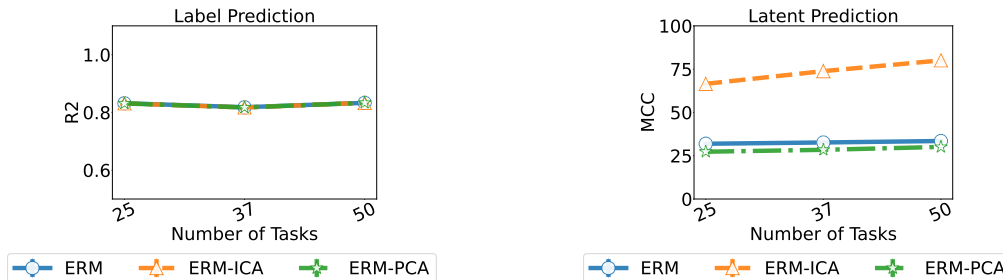 Label Prediction
R2
1.0
0.8
0.6
25
37
50
Number of Tasks
ERM
ERM-ICA
ERM-PCA
Latent Prediction
MCC
100
75
50
25
0
25
37
50
Number of Tasks
ERM
ERM-ICA
ERM-PCA